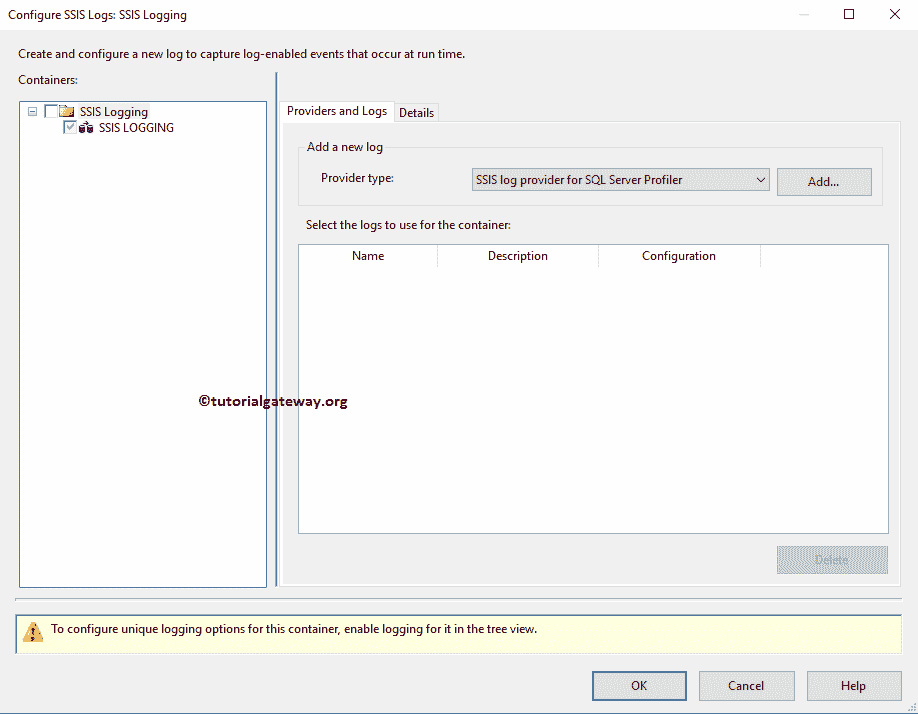 Configure SSIS Logs: SSIS Logging
Create and configure a new log to capture log-enabled events that occur at run time.
Containers:
SSIS Logging
SSIS LOGGING
Providers and Logs
Details
Add a new log
Provider type:
SSIS log provider for SQL Server Profiler
Add...
Select the logs to use for the container:
Name
Description
Configuration
©tutorialgateway.org
Delete
To configure unique logging options for this container, enable logging for it in the tree view.
OK
Cancel
Help